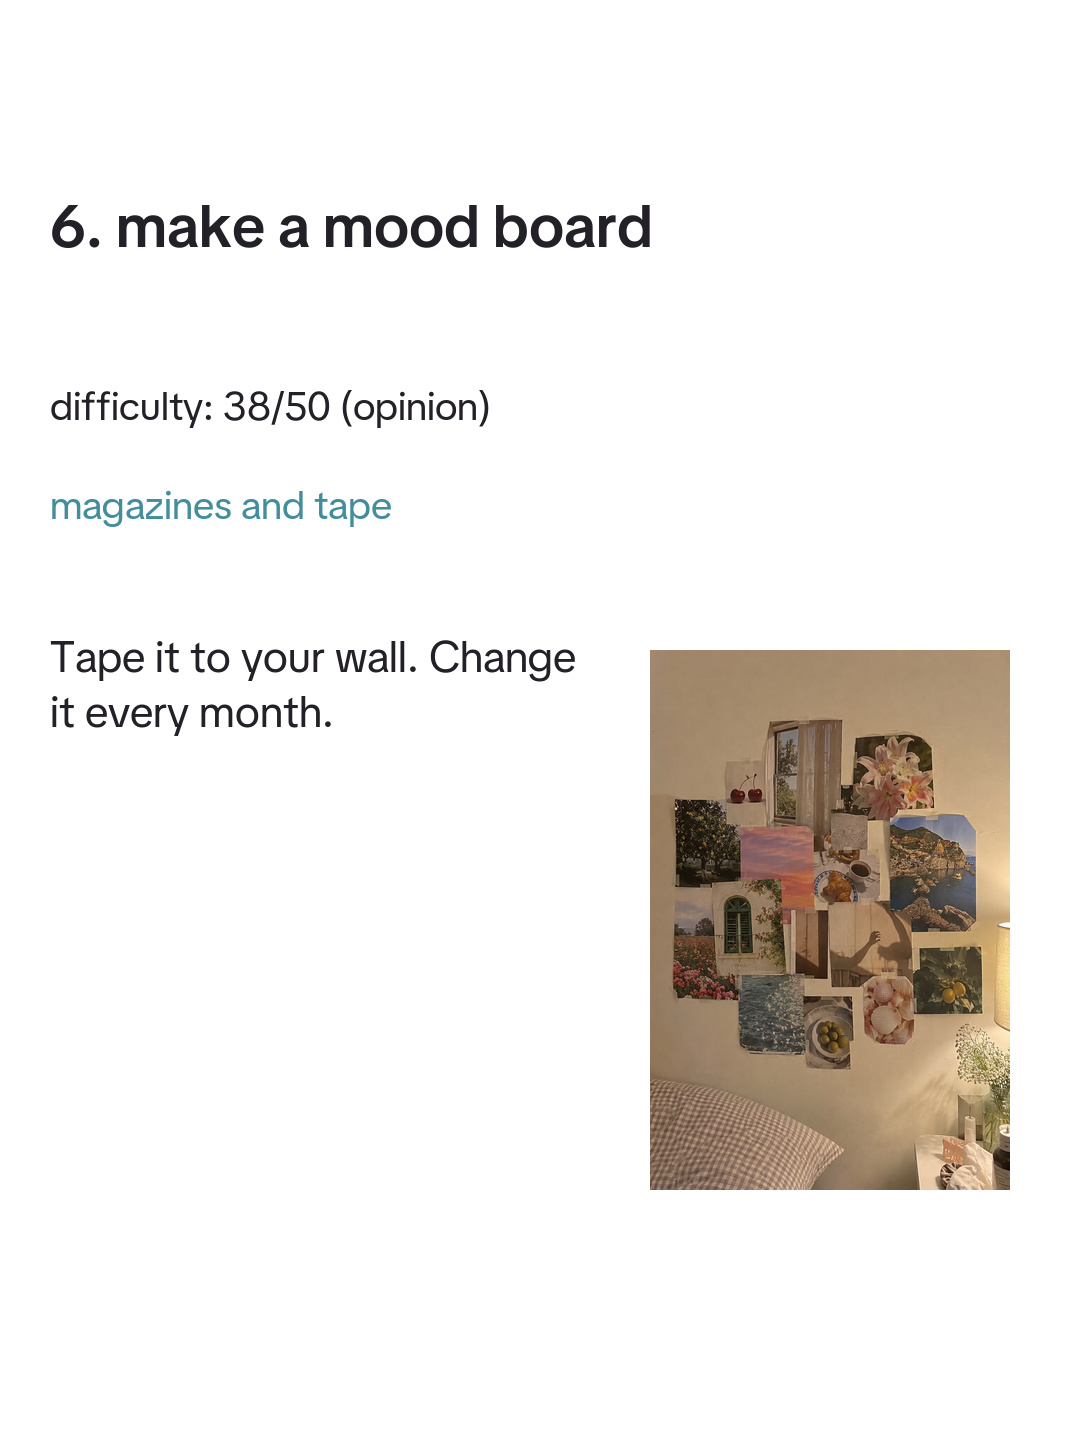 6. make a mood board
difficulty: 38/50 (opinion)
magazines and tape
Tape it to your wall. Change
it every month.